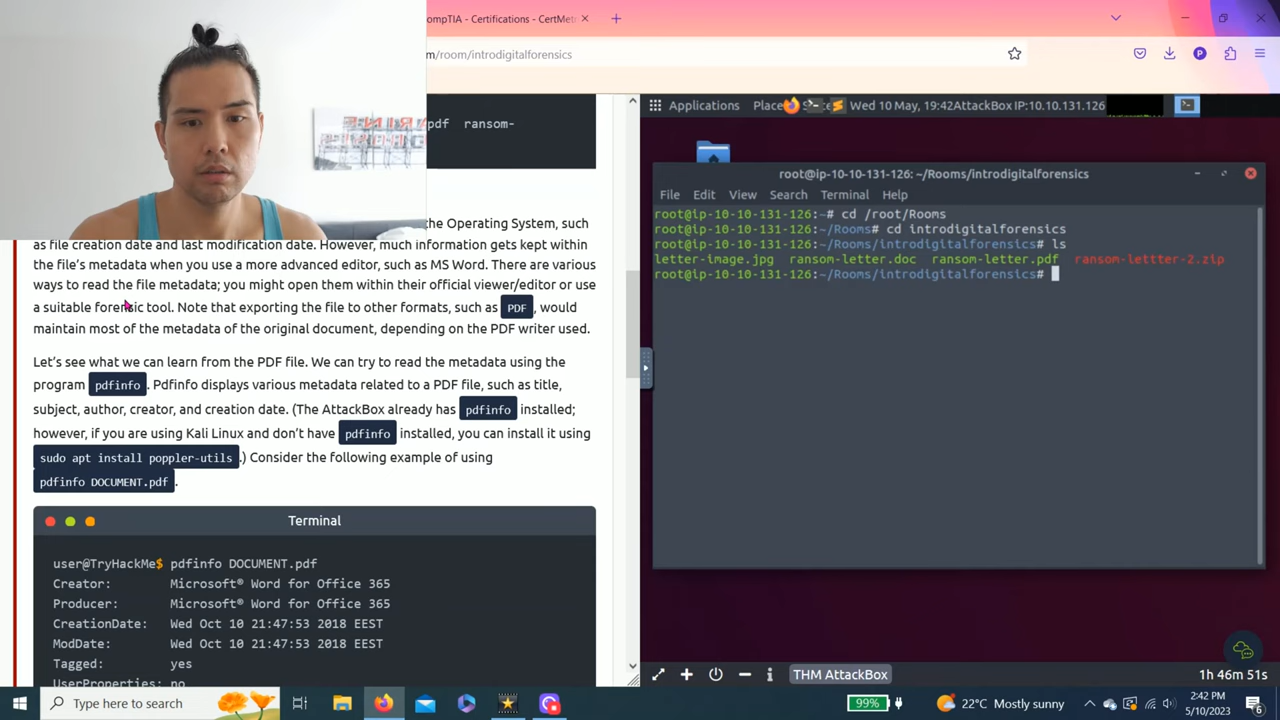 ompTIA - Certifications - CertMet
om/room/introdigitalforensics
pdf ransom-
the Operating System, such
as file creation date and last modification date. However, much information gets kept within
the file's metadata when you use a more advanced editor, such as MS Word. There are various
ways to read the file metadata; you might open them within their official viewer/editor or use
a suitable forensic tool. Note that exporting the file to other formats, such as PDF, would
maintain most of the metadata of the original document, depending on the PDF writer used.
Let's see what we can learn from the PDF file. We can try to read the metadata using the
program pdfinfo. Pdfinfo displays various metadata related to a PDF file, such as title,
subject, author, creator, and creation date. (The AttackBox already has pdfinfo installed;
however, if you are using Kali Linux and don't have pdfinfo installed, you can install it using
sudo apt install poppler-utils.) Consider the following example of using
pdfinfo DOCUMENT.pdf.
Terminal
user@TryHackMe$ pdfinfo DOCUMENT.pdf
Creator: Microsoft® Word for Office 365
Producer: Microsoft® Word for Office 365
CreationDate: Wed Oct 10 21:47:53 2018 EEST
ModDate: Wed Oct 10 21:47:53 2018 EEST
Tagged: yes
UserProperties: no
Applications Place Wed 10 May, 19:42 AttackBox IP:10.10.131.126
root@ip-10-10-131-126: ~/Rooms/introdigitalforensics
File Edit View Search Terminal Help
root@ip-10-10-131-126:~# cd /root/Rooms
root@ip-10-10-131-126:~/Rooms# cd introdigitalforensics
root@ip-10-10-131-126:~/Rooms/introdigitalforensics# ls
letter-image.jpg ransom-letter.doc ransom-letter.pdf ransom-lettter-2.zip
root@ip-10-10-131-126:~/Rooms/introdigitalforensics#
THM AttackBox
1h 46m 51s
Type here to search
99%
22°C Mostly sunny
2:42 PM
5/10/2023
6